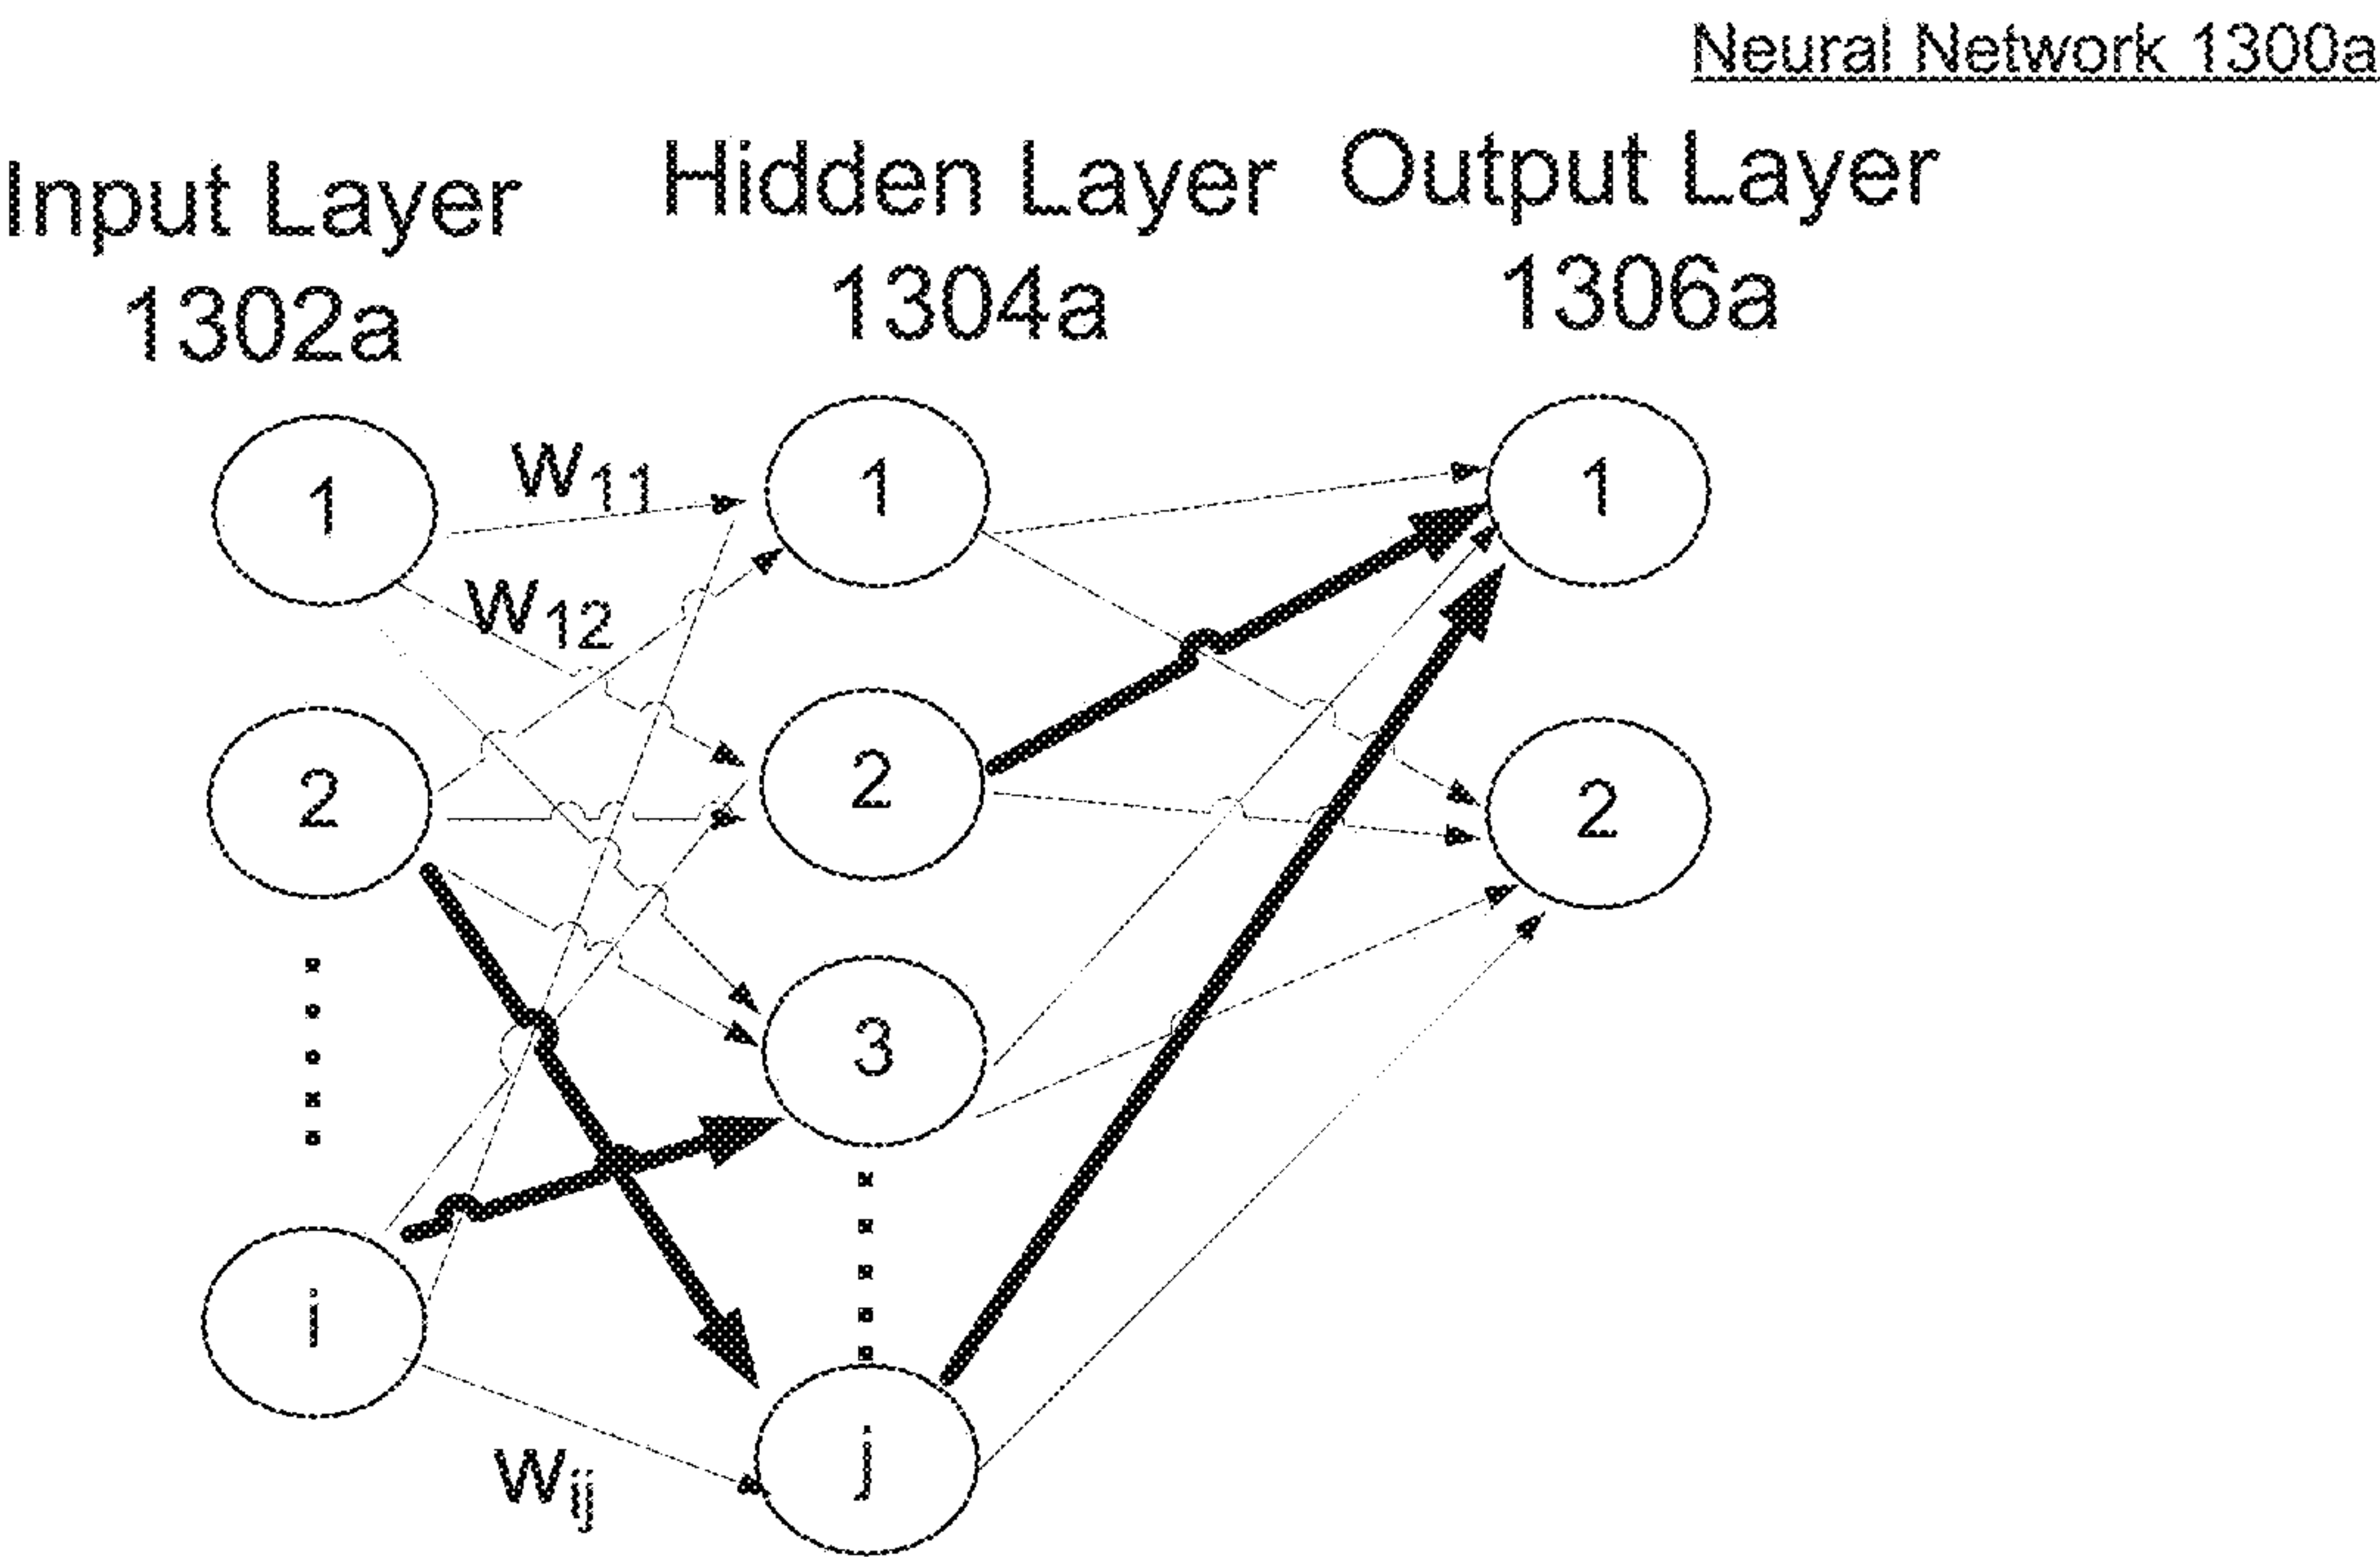 Neural Network 1300a
Input Layer
1302a
Hidden Layer
1304a
Output Layer
1306a
1
W11
1
1
W12
2
2
2
3
i
Wij
j